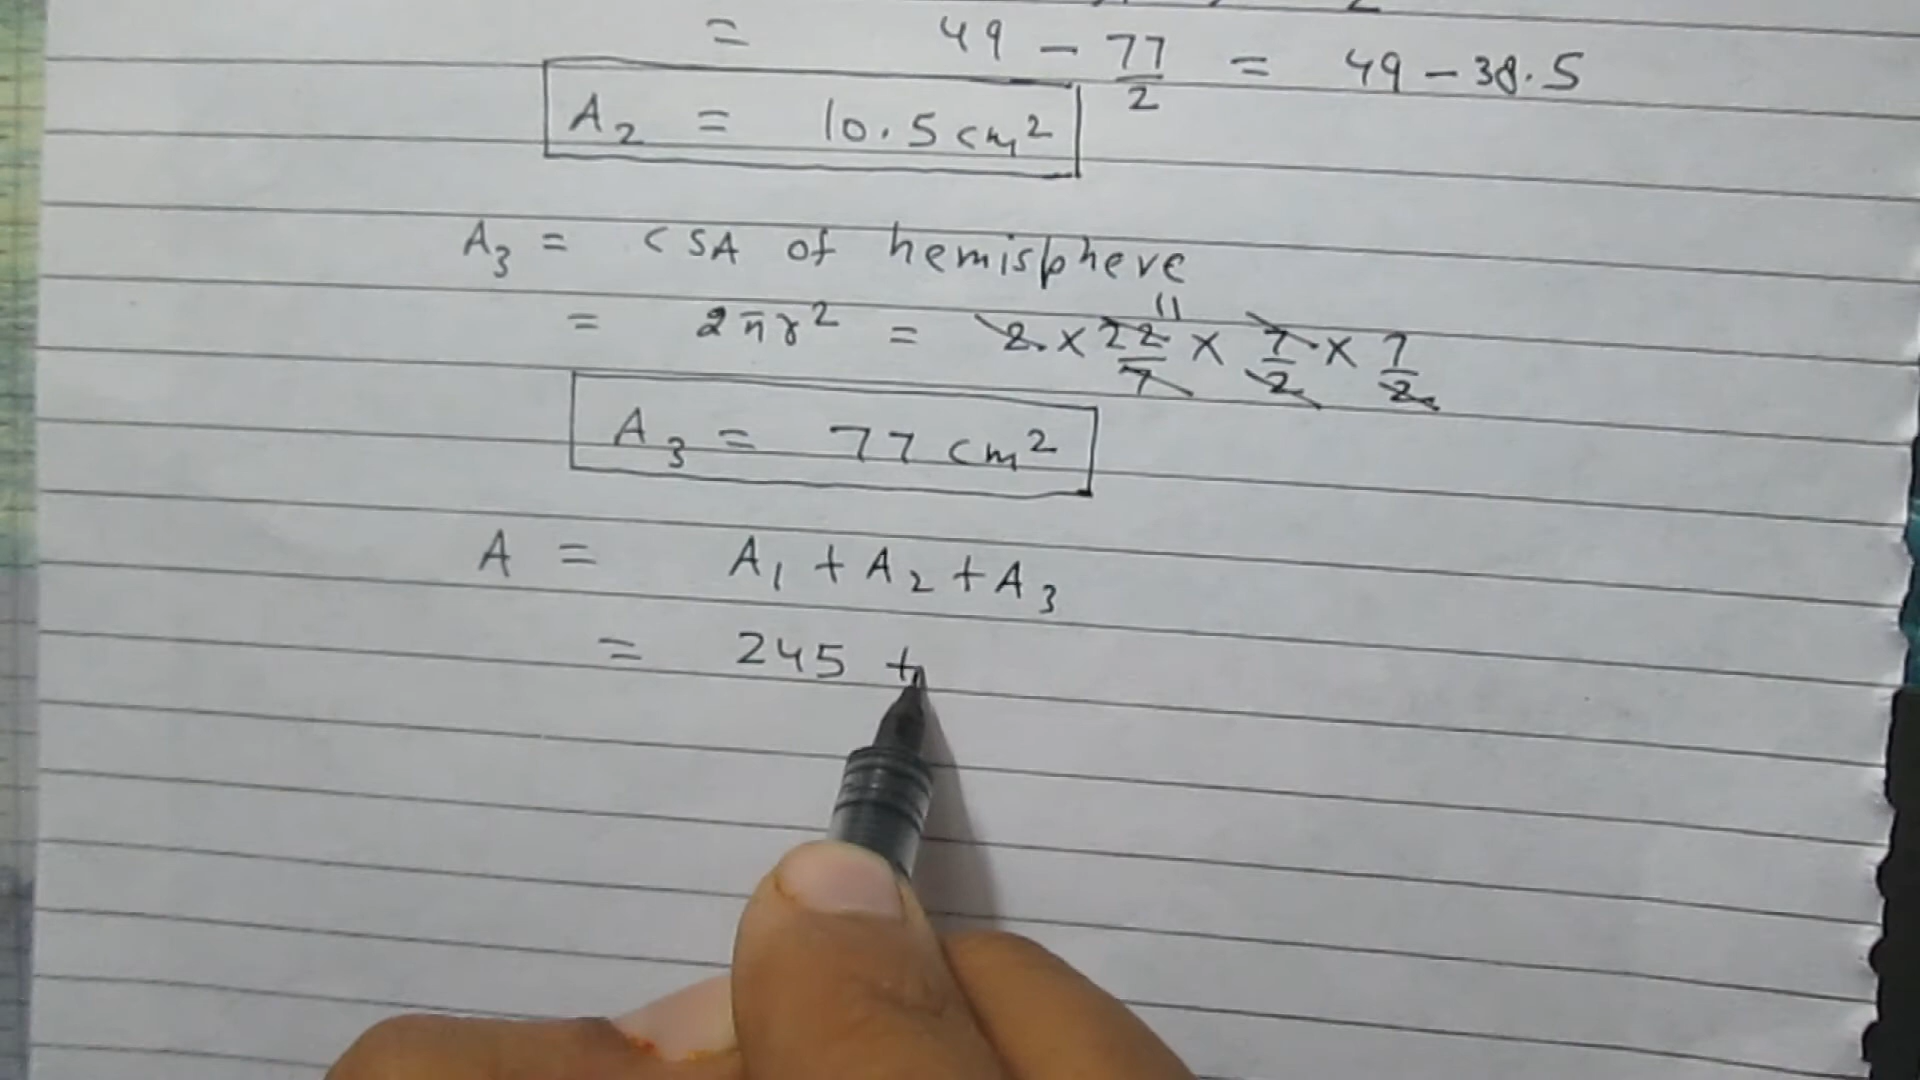 = 49 - 77/2 = 49 - 38.5
A₂ = 10.5 cm²
A₃ = CSA of hemisphere
= 2πr² = 2 × 22/7 × 7/2 × 7/2
11
A₃ = 77 cm²
A = A₁ + A₂ + A₃
= 245 +